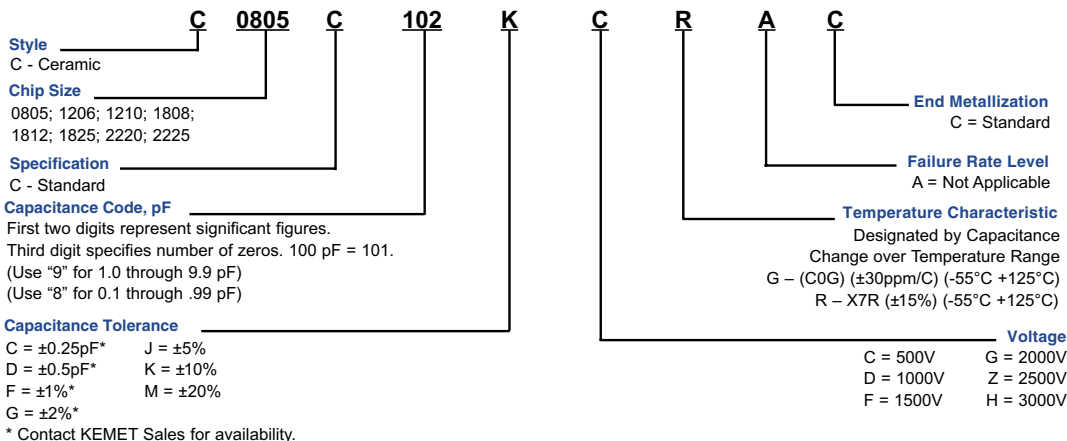 C 0805 C 102 K C R A C
Style
C - Ceramic
Chip Size
0805; 1206; 1210; 1808;
1812; 1825; 2220; 2225
Specification
C - Standard
Capacitance Code, pF
First two digits represent significant figures.
Third digit specifies number of zeros. 100 pF = 101.
(Use “9” for 1.0 through 9.9 pF)
(Use “8” for 0.1 through .99 pF)
Capacitance Tolerance
C = ±0.25pF* J = ±5%
D = ±0.5pF* K = ±10%
F = ±1%* M = ±20%
G = ±2%*
* Contact KEMET Sales for availability.
End Metallization
C = Standard
Failure Rate Level
A = Not Applicable
Temperature Characteristic
Designated by Capacitance
Change over Temperature Range
G – (C0G) (±30ppm/C) (-55°C +125°C)
R – X7R (±15%) (-55°C +125°C)
Voltage
C = 500V G = 2000V
D = 1000V Z = 2500V
F = 1500V H = 3000V